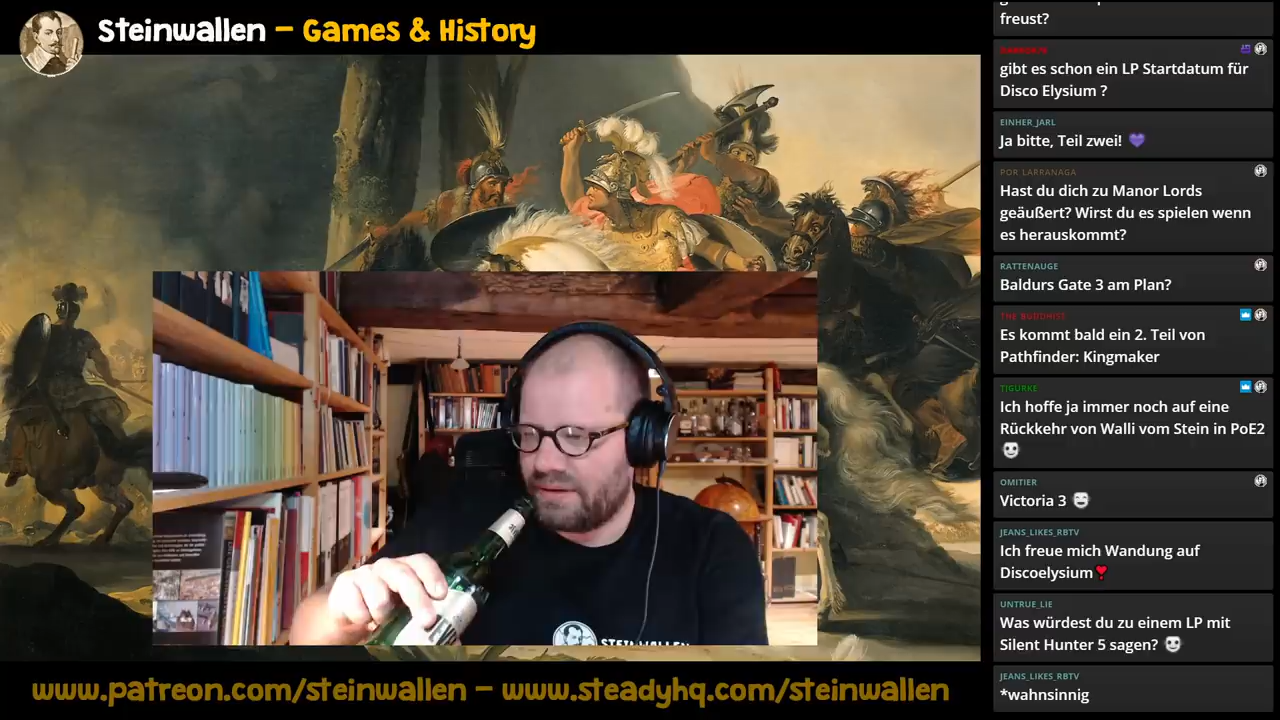 Steinwallen – Games & History
freust?
gibt es schon ein LP Startdatum für
Disco Elysium ?
EINHER_JARL
Ja bitte, Teil zwei!
POR LARRANAGA
Hast du dich zu Manor Lords
geäußert? Wirst du es spielen wenn
es herauskommt?
RATTENAUGE
Baldurs Gate 3 am Plan?
THE BUDDHIST
Es kommt bald ein 2. Teil von
Pathfinder: Kingmaker
TIGURKE
Ich hoffe ja immer noch auf eine
Rückkehr von Walli vom Stein in PoE2
OMITIER
Victoria 3
JEANS_LIKES_RBTV
Ich freue mich Wandung auf
Discoelysium
UNTRUE_LIE
Was würdest du zu einem LP mit
Silent Hunter 5 sagen?
JEANS_LIKES_RBTV
*wahnsinnig
STEINWALLEN
www.patreon.com/steinwallen – www.steadyhq.com/steinwallen